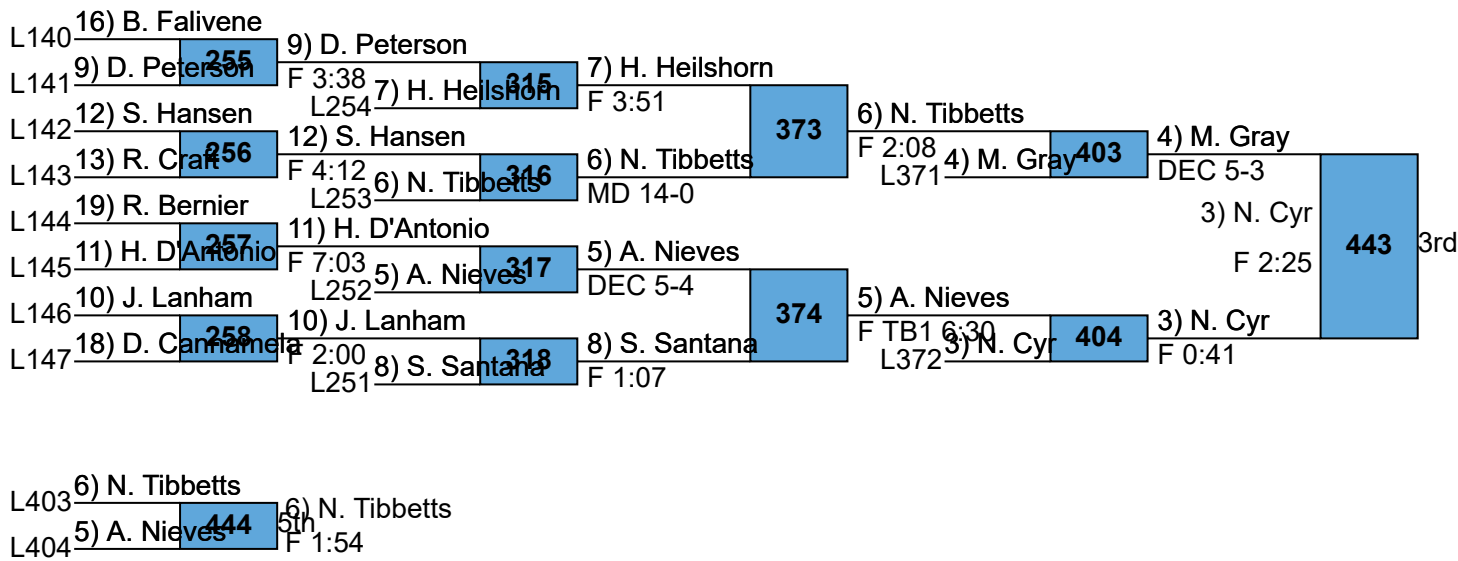 L140 16) B. Falivene
255
L141 9) D. Peterson
9) D. Peterson
F 3:38
L142 12) S. Hansen
256
L143 13) R. Craft
12) S. Hansen
F 4:12
L144 19) R. Bernier
257
L145 11) H. D'Antonio
11) H. D'Antonio
F 7:03
L146 10) J. Lanham
258
L147 18) D. Cannamela
10) J. Lanham
F 2:00
315
L254 7) H. Heilshorn
7) H. Heilshorn
F 3:51
316
L253 6) N. Tibbetts
6) N. Tibbetts
MD 14-0
317
L252 5) A. Nieves
5) A. Nieves
DEC 5-4
318
L251 8) S. Santana
8) S. Santana
F 1:07
373
6) N. Tibbetts
F 2:08
374
5) A. Nieves
F TB1 6:30
L371 4) M. Gray
403
4) M. Gray
DEC 5-3
L372 3) N. Cyr
404
3) N. Cyr
F 0:41
3) N. Cyr
443 3rd
F 2:25
L403 6) N. Tibbetts
444 5th
L404 5) A. Nieves
6) N. Tibbetts
F 1:54